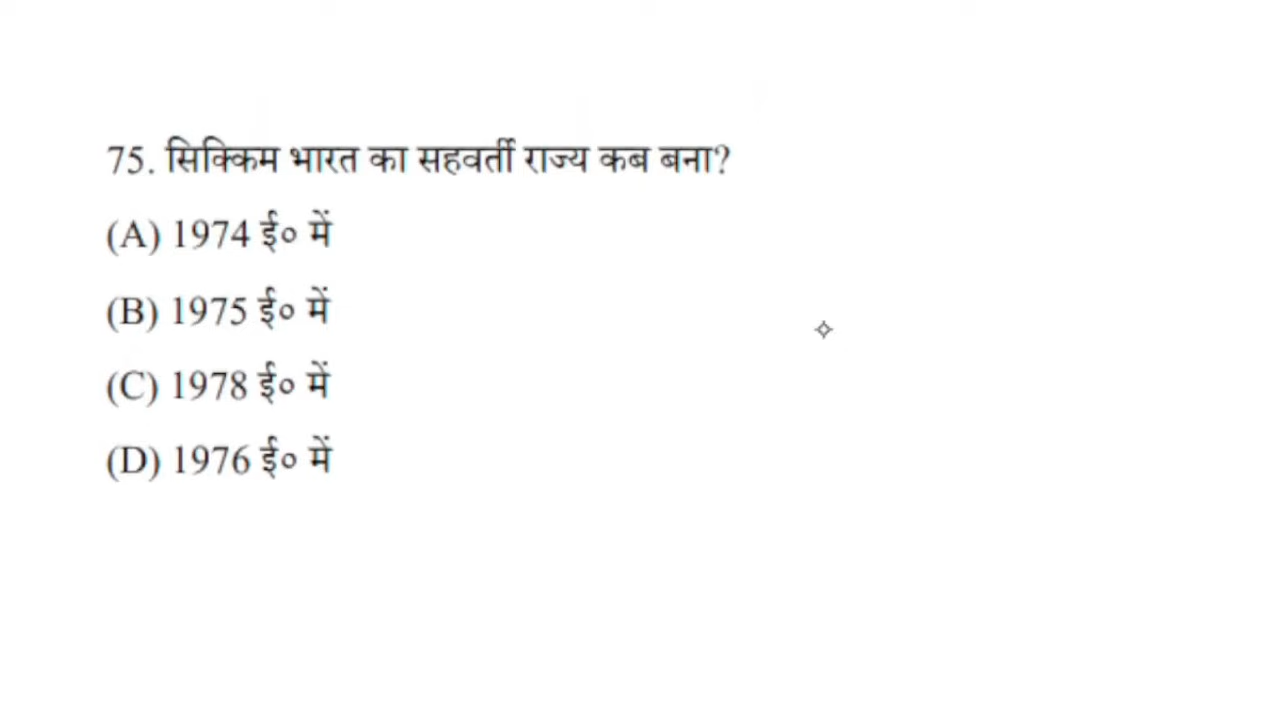 75. सिक्किम भारत का सहवर्ती राज्य कब बना?
(A) 1974 ई० में
(B) 1975 ई० में
(C) 1978 ई० में
(D) 1976 ई० में